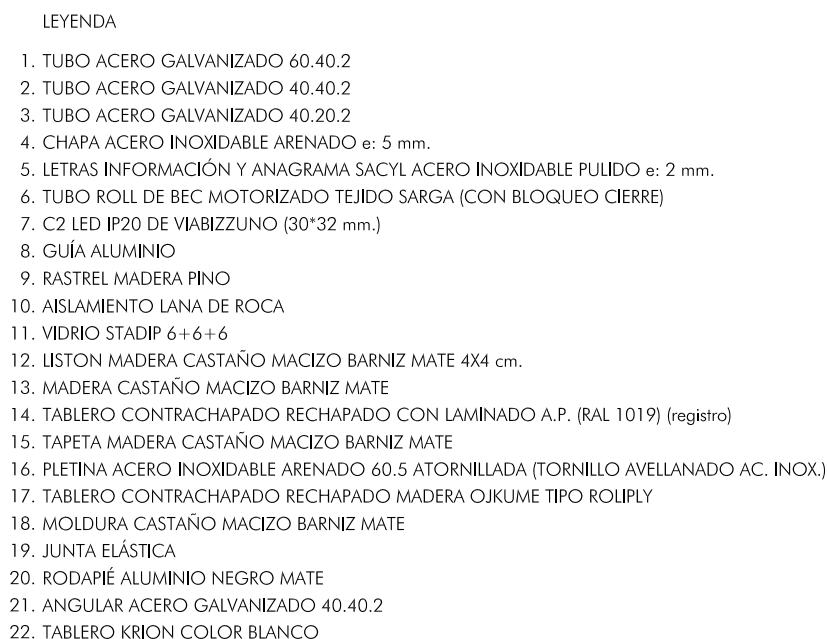 LEYENDA
1. TUBO ACERO GALVANIZADO 60.40.2
2. TUBO ACERO GALVANIZADO 40.40.2
3. TUBO ACERO GALVANIZADO 40.20.2
4. CHAPA ACERO INOXIDABLE ARENADO e: 5 mm.
5. LETRAS INFORMACIÓN Y ANAGRAMA SACYL ACERO INOXIDABLE PULIDO e: 2 mm.
6. TUBO ROLL DE BEC MOTORIZADO TEJIDO SARGA (CON BLOQUEO CIERRE)
7. C2 LED IP20 DE VIABIZZUNO (30*32 mm.)
8. GUÍA ALUMINIO
9. RASTREL MADERA PINO
10. AISLAMIENTO LANA DE ROCA
11. VIDRIO STADIP 6+6+6
12. LISTON MADERA CASTAÑO MACIZO BARNIZ MATE 4X4 cm.
13. MADERA CASTAÑO MACIZO BARNIZ MATE
14. TABLERO CONTRACHAPADO RECHAPADO CON LAMINADO A.P. (RAL 1019) (registro)
15. TAPETA MADERA CASTAÑO MACIZO BARNIZ MATE
16. PLETINA ACERO INOXIDABLE ARENADO 60.5 ATORNILLADA (TORNILLO AVELLANADO AC. INOX.)
17. TABLERO CONTRACHAPADO RECHAPADO MADERA OJKUME TIPO ROLIPLY
18. MOLDURA CASTAÑO MACIZO BARNIZ MATE
19. JUNTA ELÁSTICA
20. RODAPIÉ ALUMINIO NEGRO MATE
21. ANGULAR ACERO GALVANIZADO 40.40.2
22. TABLERO KRION COLOR BLANCO